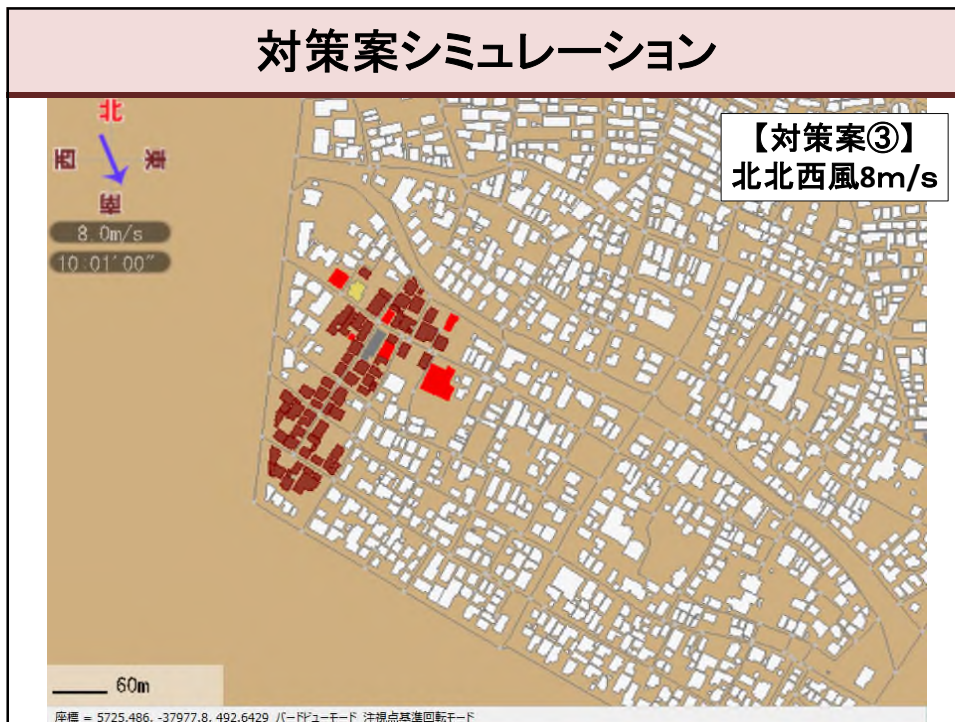 対策案シミュレーション
【対策案③】
北北西風8m/s
北
西
東
南
8.0m/s
10:01'00"
60m
座標 = 5725.486, -37977.8, 492.6429 バードビューモード 注視点基準回転モード